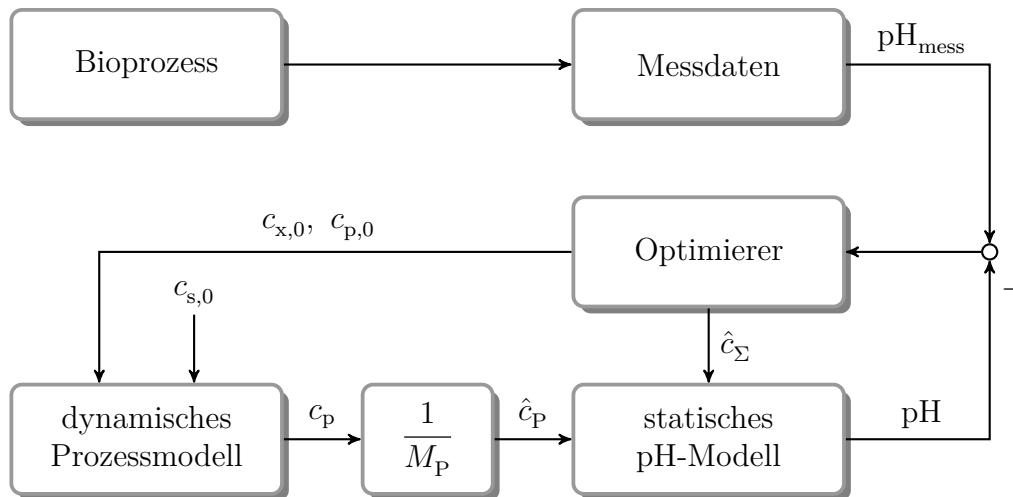 Bioprozess
Messdaten
pH_mess
c_x,0, c_p,0
Optimierer
–
c_s,0
ĉ_Σ
dynamisches
Prozessmodell
c_p
1
M_P
ĉ_P
statisches
pH-Modell
pH